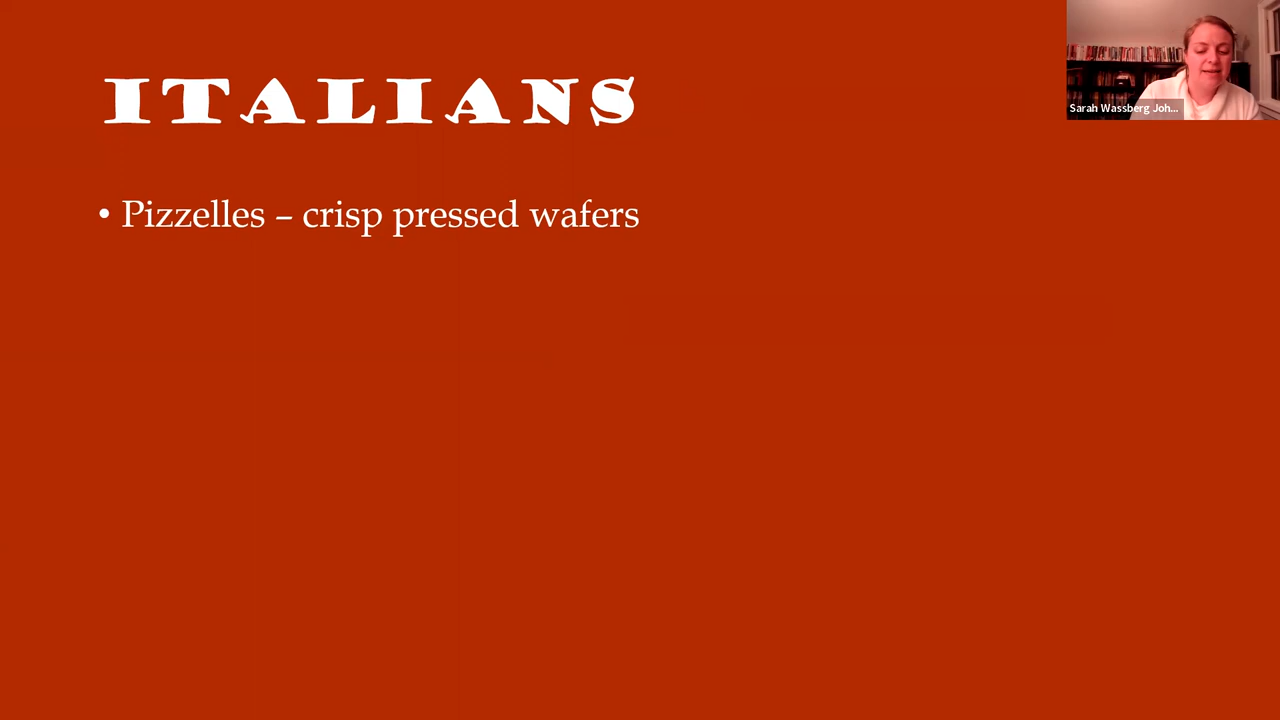 ITALIANS
• Pizzelles – crisp pressed wafers
Sarah Wassberg Joh...